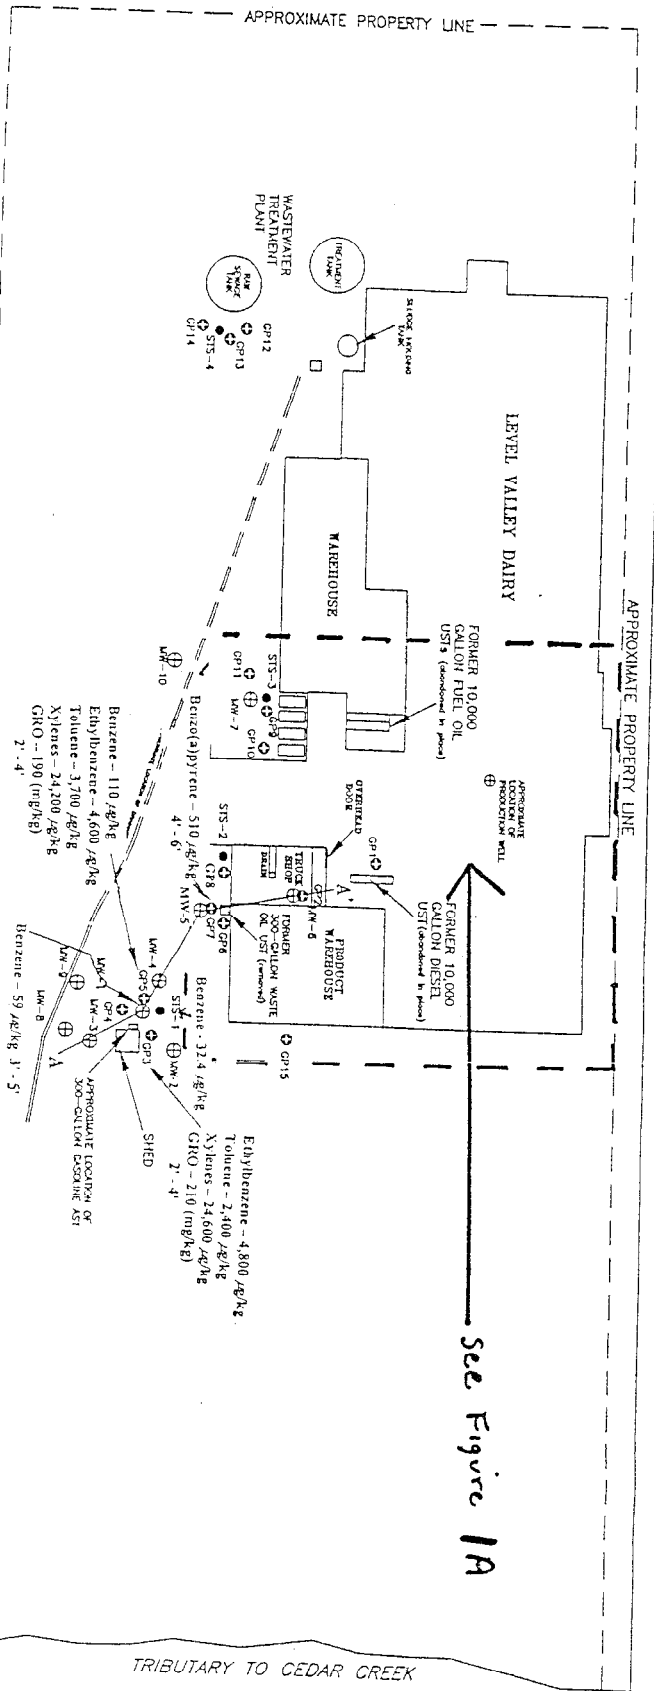 APPROXIMATE PROPERTY LINE
WASTEWATER
TREATMENT
PLANT
TREATMENT
TANK
RAW
SEWAGE
TANK
SLUDGE HOLDING
TANK
GP12
GP13
STS-4
GP14
LEVEL VALLEY DAIRY
WAREHOUSE
APPROXIMATE PROPERTY LINE
FORMER 10,000
GALLON FUEL OIL
USTs (abandoned in place)
STS-3
GP11
GP9
MW-7
GP10
MW-10
APPROXIMATE
LOCATION OF
PRODUCTION WELL
OVERHEAD
DOOR
GP1
FORMER 10,000
GALLON DIESEL
UST (abandoned in place)
TRUCK
SHOP
DRAIN
GP2
MW-6
A'
PRODUCT
WAREHOUSE
FORMER
300-GALLON WASTE
OIL UST (removed)
STS-2
GP8
GP7
GP6
MW-5
Benzo(a)pyrene - 510 µg/kg
4' - 6'
Benzene - 110 µg/kg
Ethylbenzene - 4,600 µg/kg
Toluene - 3,700 µg/kg
Xylenes - 24,200 µg/kg
GRO - 190 (mg/kg)
2' - 4'
MW-4
GP5
STS-1
MW-1
GP4
MW-9
MW-3
MW-8
GP3
MW-2
GP15
A
Benzene - 59 µg/kg 3' - 5'
Benzene - 32.4 µg/kg
Ethylbenzene - 4,800 µg/kg
Toluene - 2,400 µg/kg
Xylenes - 24,600 µg/kg
GRO - 210 (mg/kg)
2' - 4'
SHED
APPROXIMATE LOCATION OF
300-GALLON GASOLINE AST
See Figure 1A
TRIBUTARY TO CEDAR CREEK